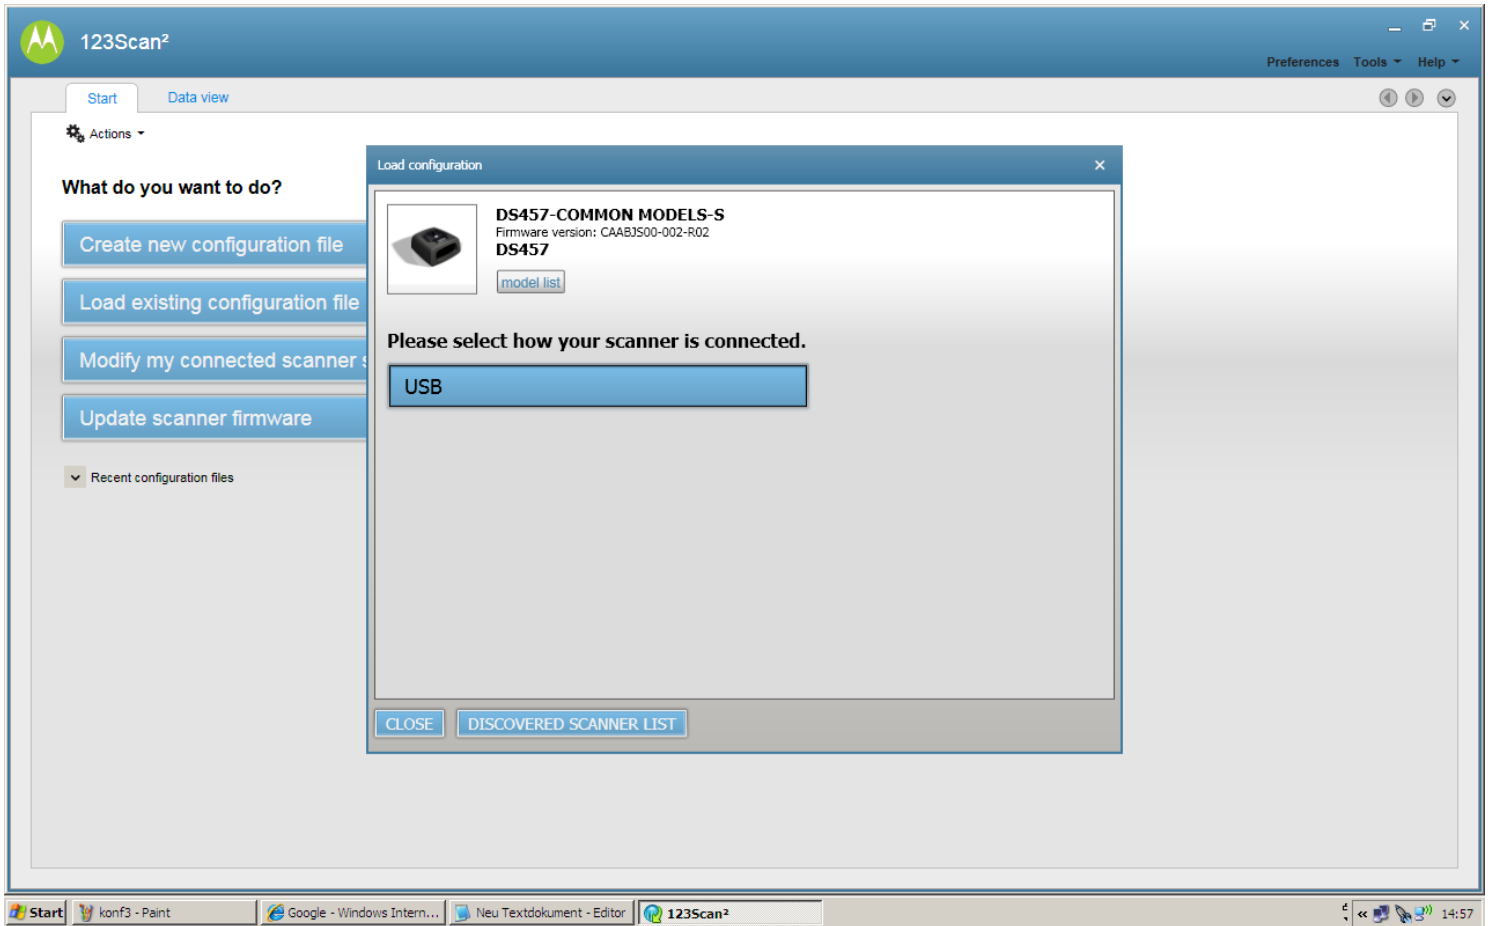 123Scan²
Preferences Tools Help
Start Data view
Actions
What do you want to do?
Create new configuration file
Load existing configuration file
Modify my connected scanner
Update scanner firmware
Recent configuration files
Load configuration
DS457-COMMON MODELS-S
Firmware version: CAABJS00-002-R02
DS457
model list
Please select how your scanner is connected.
USB
CLOSE DISCOVERED SCANNER LIST
Start konf3 - Paint Google - Windows Intern... Neu Textdokument - Editor 123Scan² 14:57